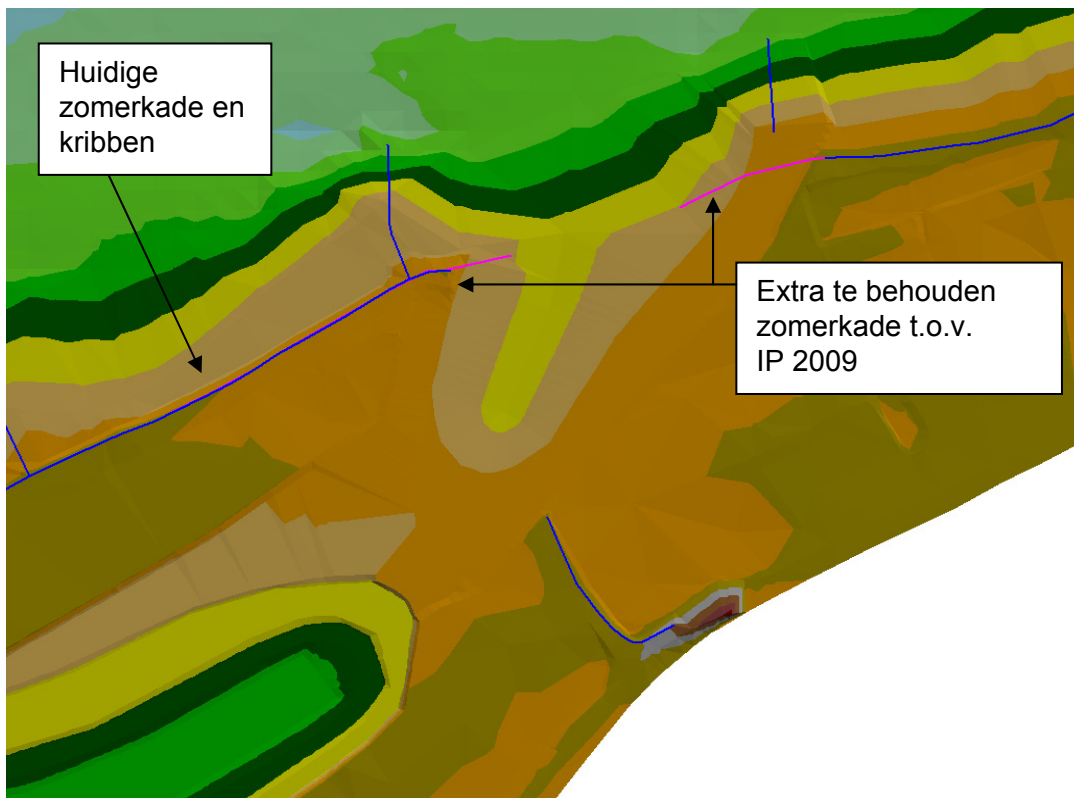 Huidige
zomerkade en
kribben
Extra te behouden
zomerkade t.o.v.
IP 2009